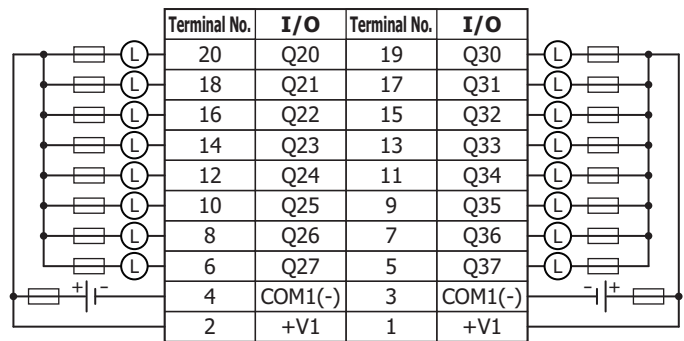 Terminal No. I/O Terminal No. I/O
L 20 Q20 19 Q30 L
L 18 Q21 17 Q31 L
L 16 Q22 15 Q32 L
L 14 Q23 13 Q33 L
L 12 Q24 11 Q34 L
L 10 Q25 9 Q35 L
L 8 Q26 7 Q36 L
L 6 Q27 5 Q37 L
+ - 4 COM1(-) 3 COM1(-) - +
2 +V1 1 +V1